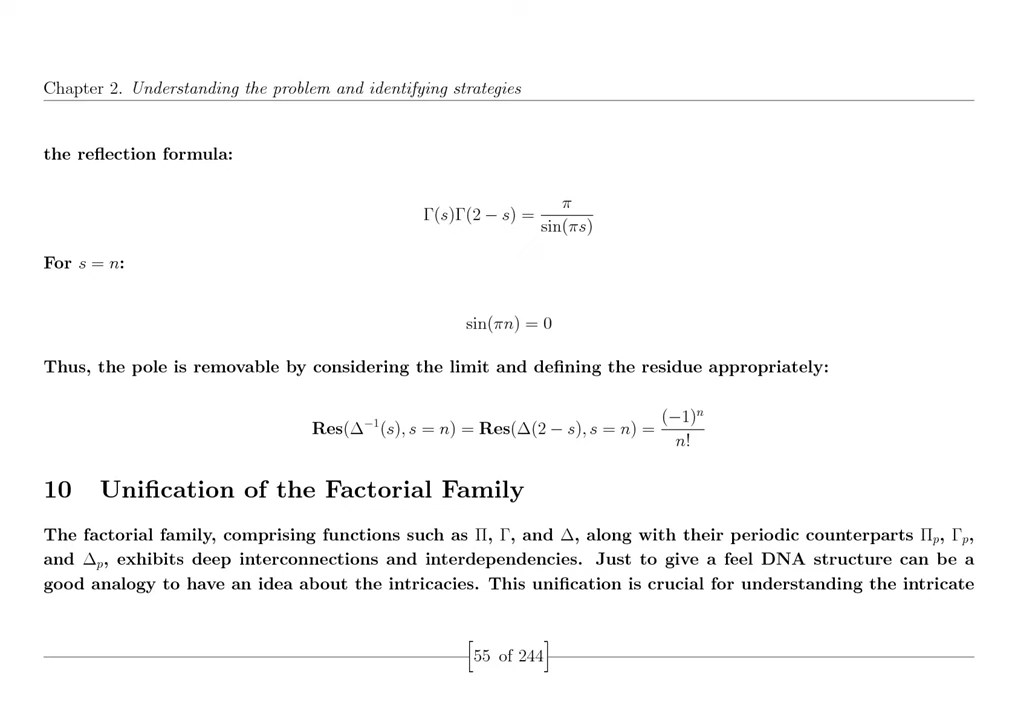 Chapter 2. Understanding the problem and identifying strategies
the reflection formula:
Γ(s)Γ(2 − s) = π / sin(πs)
For s = n:
sin(πn) = 0
Thus, the pole is removable by considering the limit and defining the residue appropriately:
Res(Δ⁻¹(s), s = n) = Res(Δ(2 − s), s = n) = (−1)ⁿ / n!
10 Unification of the Factorial Family
The factorial family, comprising functions such as Π, Γ, and Δ, along with their periodic counterparts Πₚ, Γₚ,
and Δₚ, exhibits deep interconnections and interdependencies. Just to give a feel DNA structure can be a
good analogy to have an idea about the intricacies. This unification is crucial for understanding the intricate
[55 of 244]